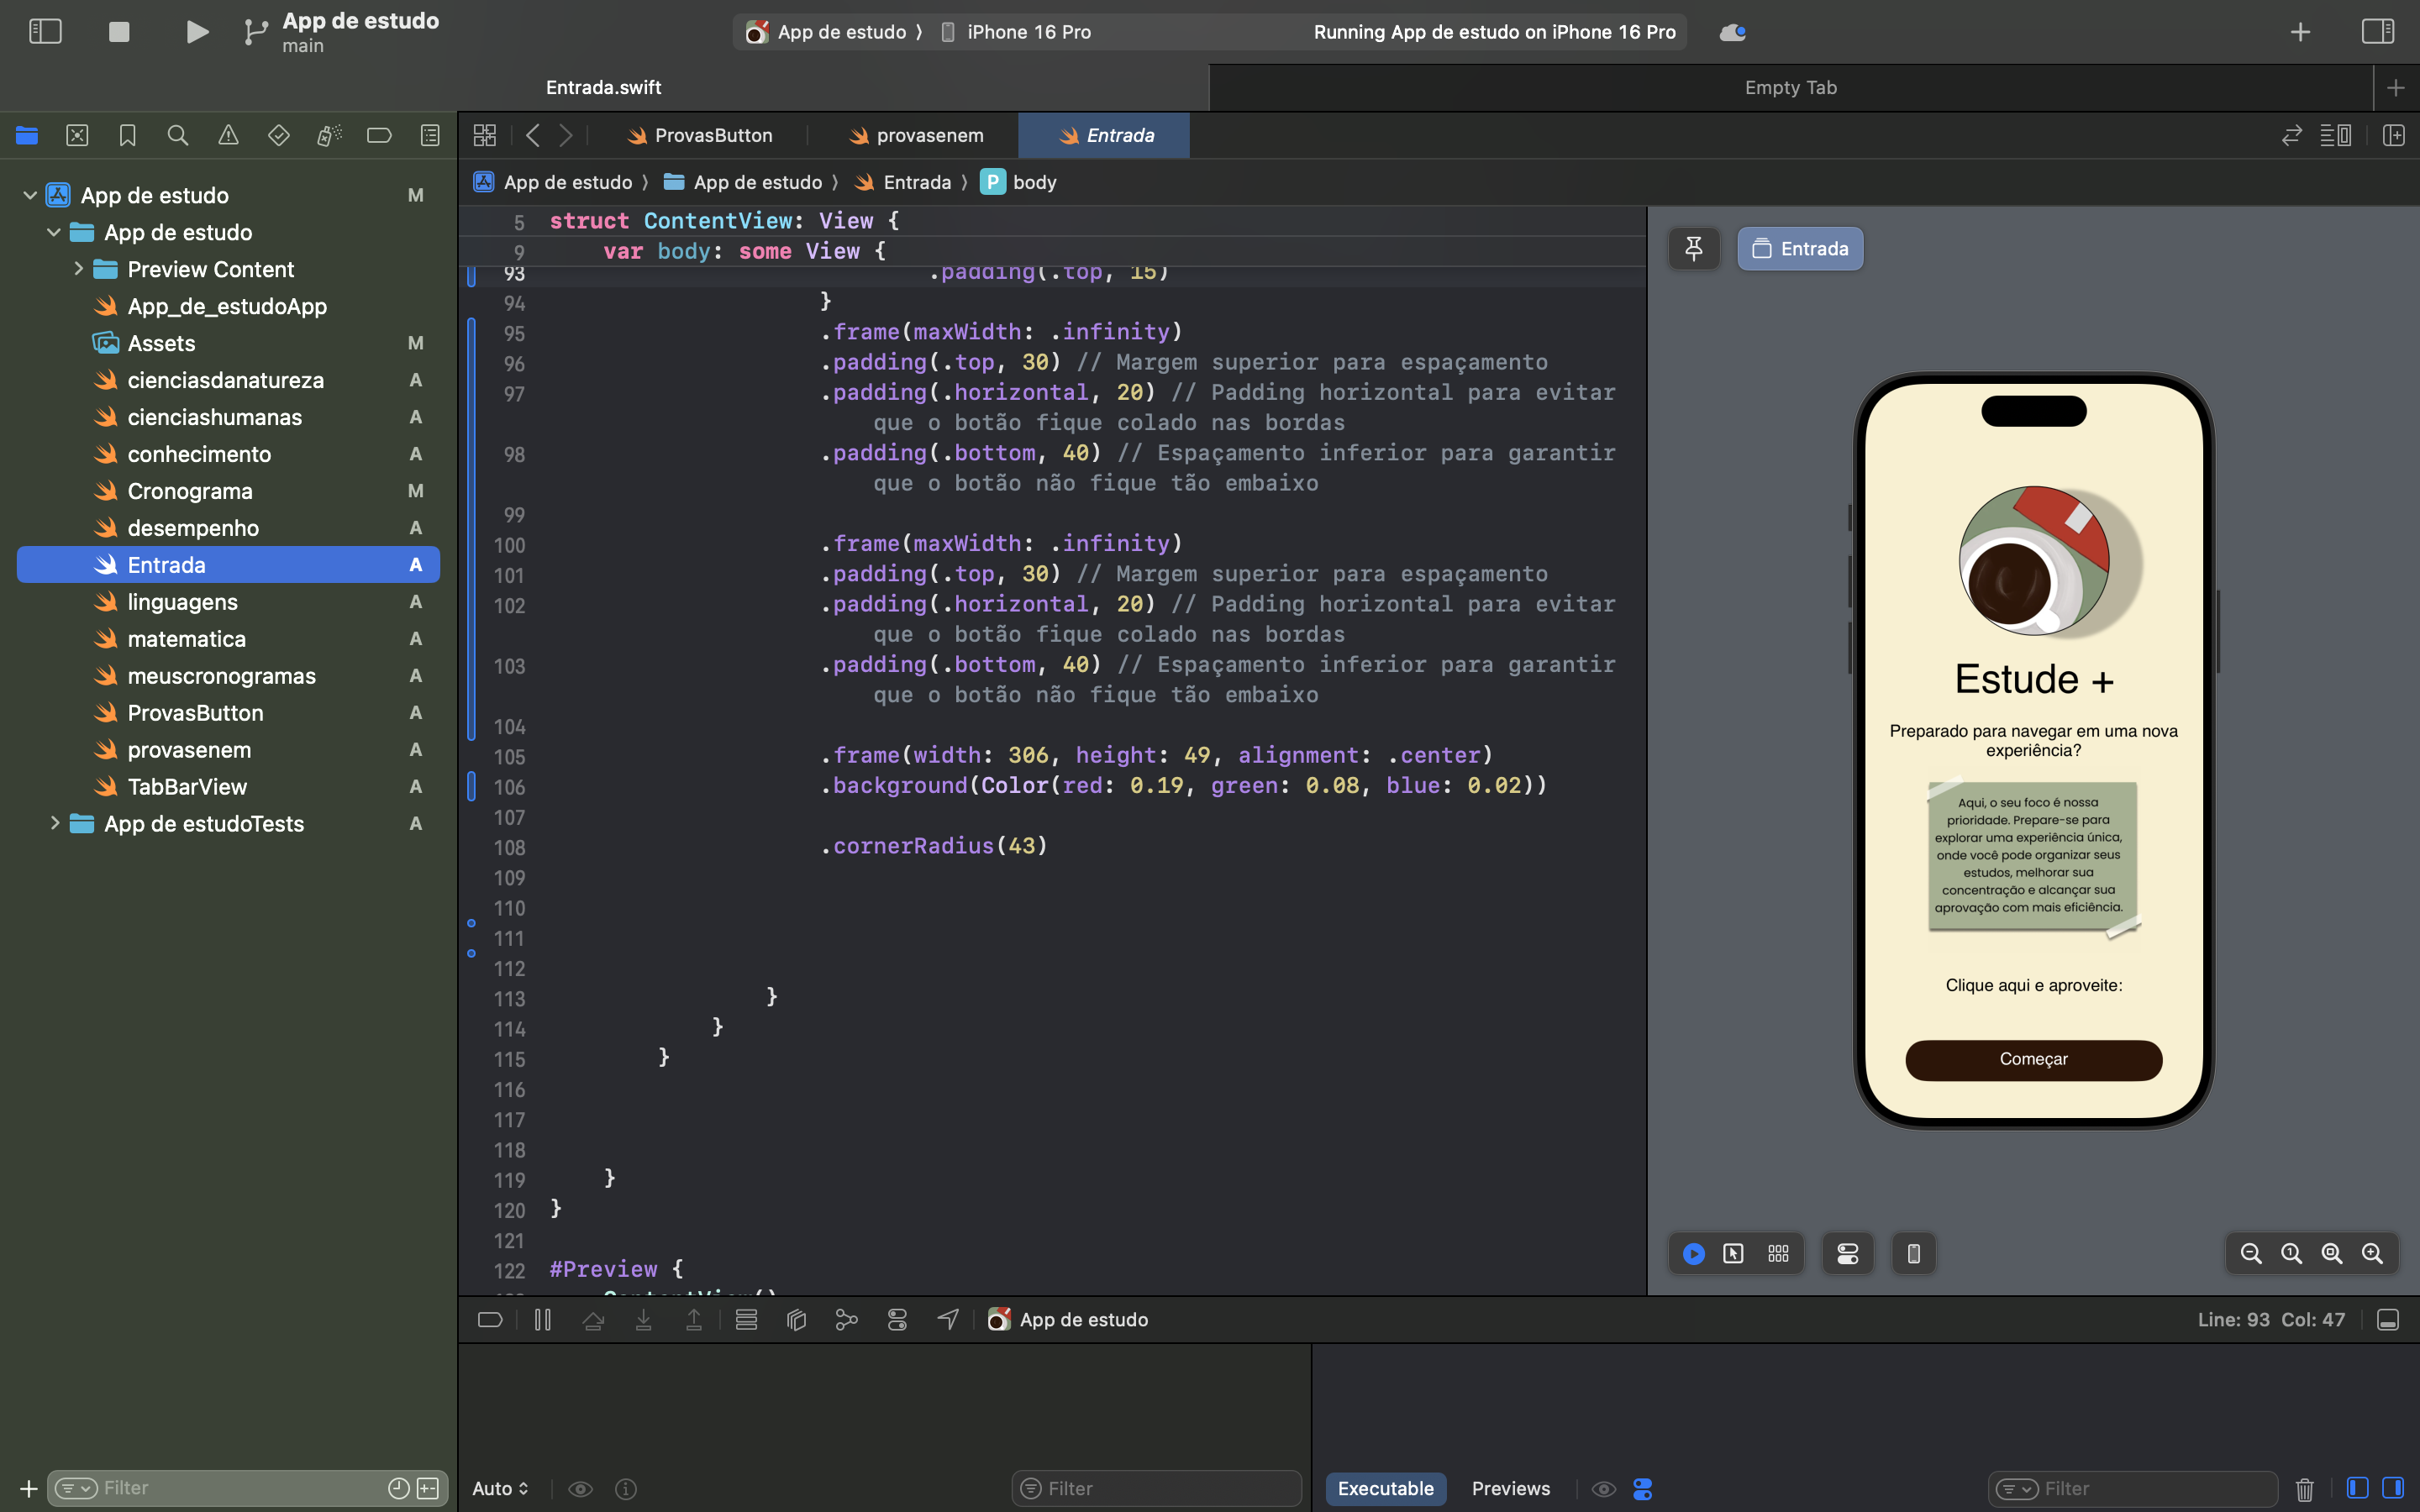 App de estudo
main
App de estudo 〉 iPhone 16 Pro
Running App de estudo on iPhone 16 Pro
Entrada.swift
Empty Tab
ProvasButton
provasenem
Entrada
App de estudo 〉 App de estudo 〉 Entrada 〉 P body
App de estudo M
App de estudo
Preview Content
App_de_estudoApp
Assets M
cienciasdanatureza A
cienciashumanas A
conhecimento A
Cronograma M
desempenho A
Entrada A
linguagens A
matematica A
meuscronogramas A
ProvasButton A
provasenem A
TabBarView A
App de estudoTests A
Filter
5 struct ContentView: View {
9 var body: some View {
93 .padding(.top, 15)
94 }
95 .frame(maxWidth: .infinity)
96 .padding(.top, 30) // Margem superior para espaçamento
97 .padding(.horizontal, 20) // Padding horizontal para evitar
que o botão fique colado nas bordas
98 .padding(.bottom, 40) // Espaçamento inferior para garantir
que o botão não fique tão embaixo
99
100 .frame(maxWidth: .infinity)
101 .padding(.top, 30) // Margem superior para espaçamento
102 .padding(.horizontal, 20) // Padding horizontal para evitar
que o botão fique colado nas bordas
103 .padding(.bottom, 40) // Espaçamento inferior para garantir
que o botão não fique tão embaixo
104
105 .frame(width: 306, height: 49, alignment: .center)
106 .background(Color(red: 0.19, green: 0.08, blue: 0.02))
107
108 .cornerRadius(43)
109
110
111
112
113 }
114 }
115 }
116
117
118
119 }
120 }
121
122 #Preview {
ContentView()
Entrada
Estude +
Preparado para navegar em uma nova
experiência?
Aqui, o seu foco é nossa
prioridade. Prepare-se para
explorar uma experiência única,
onde você pode organizar seus
estudos, melhorar sua
concentração e alcançar sua
aprovação com mais eficiência.
Clique aqui e aproveite:
Começar
App de estudo
Line: 93 Col: 47
Auto
Filter
Executable
Previews
Filter